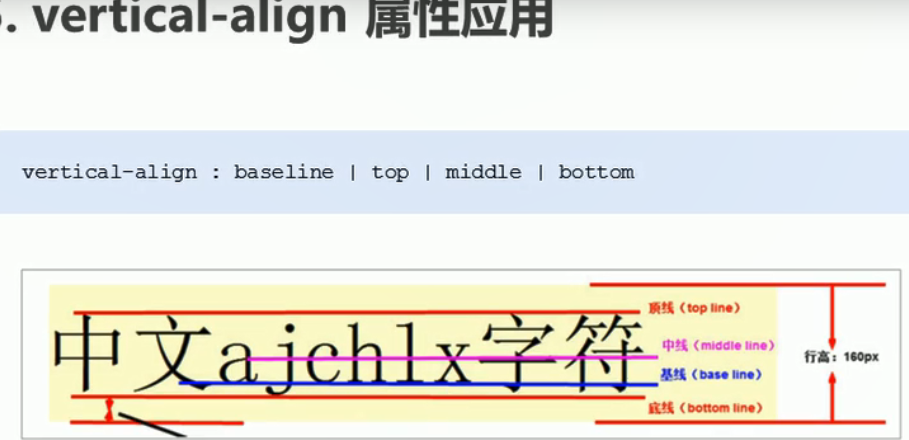 . vertical-align 属性应用
vertical-align : baseline | top | middle | bottom
中文ajchlx字符
顶线（top line）
中线（middle line）
行高：160px
基线（base line）
底线（bottom line）